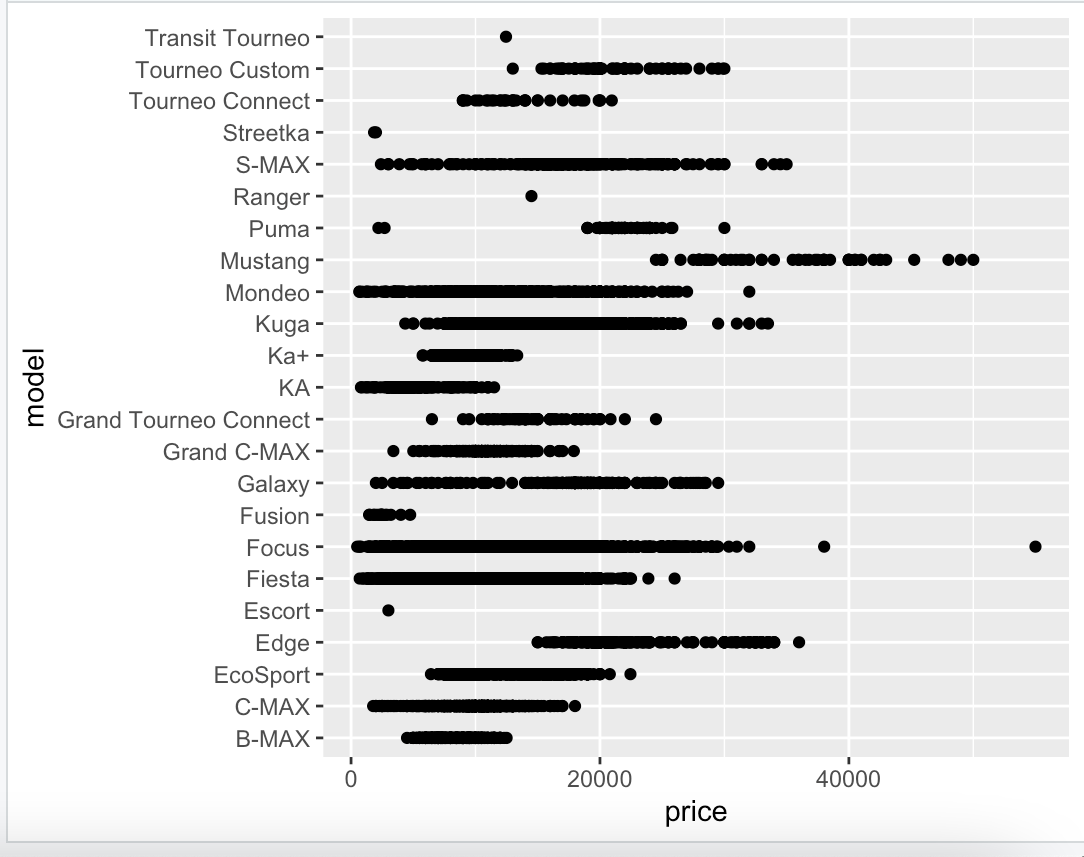 Transit Tourneo
Tourneo Custom
Tourneo Connect
Streetka
S-MAX
Ranger
Puma
Mustang
Mondeo
Kuga
Ka+
KA
Grand Tourneo Connect
Grand C-MAX
Galaxy
Fusion
Focus
Fiesta
Escort
Edge
EcoSport
C-MAX
B-MAX
model
0 20000 40000
price